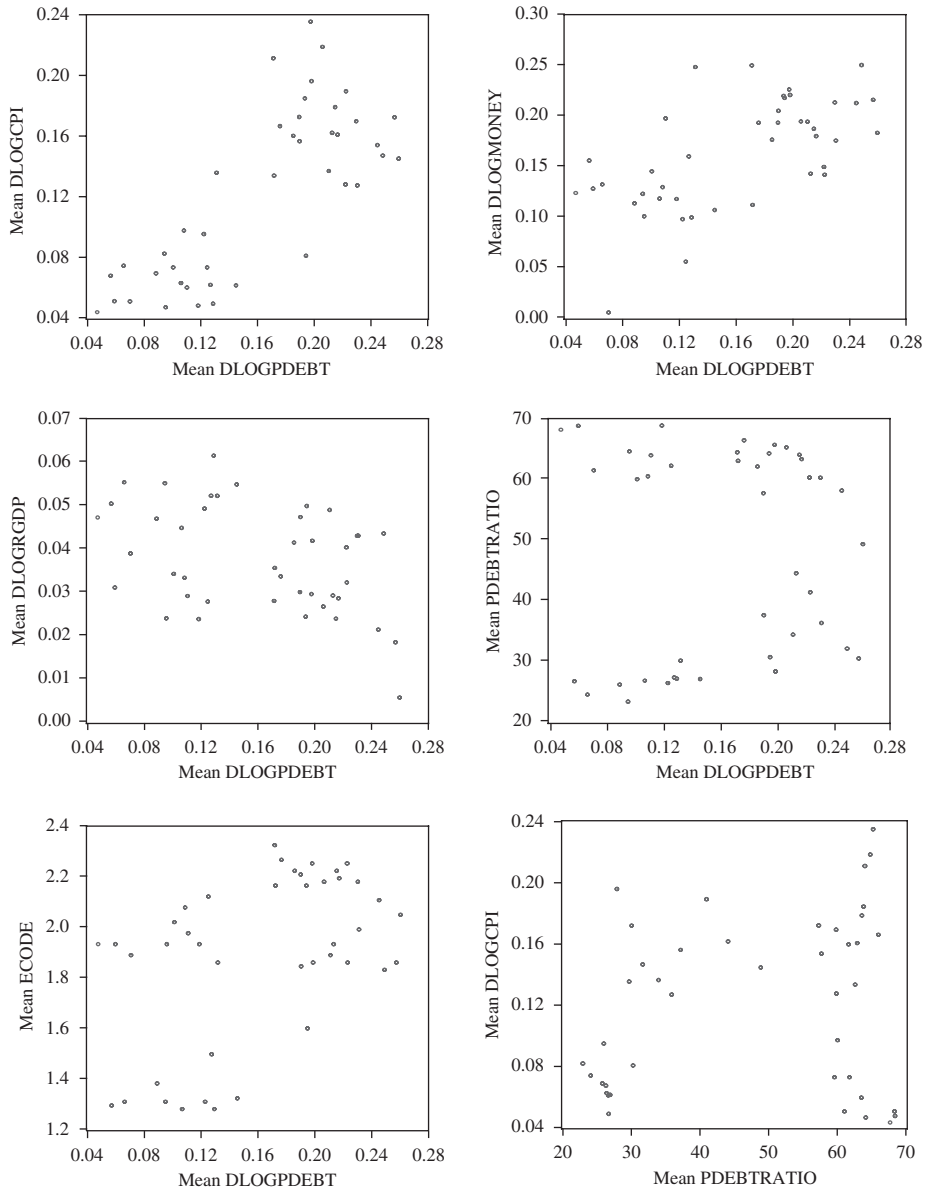 0.24
0.20
0.16
0.12
0.08
0.04
Mean DLOGCPI
0.04 0.08 0.12 0.16 0.20 0.24 0.28
Mean DLOGPDEBT
0.30
0.25
0.20
0.15
0.10
0.05
0.00
Mean DLOGMONEY
0.04 0.08 0.12 0.16 0.20 0.24 0.28
Mean DLOGPDEBT
0.07
0.06
0.05
0.04
0.03
0.02
0.01
0.00
Mean DLOGRGDP
0.04 0.08 0.12 0.16 0.20 0.24 0.28
Mean DLOGPDEBT
70
60
50
40
30
20
Mean PDEBTRATIO
0.04 0.08 0.12 0.16 0.20 0.24 0.28
Mean DLOGPDEBT
2.4
2.2
2.0
1.8
1.6
1.4
1.2
Mean ECODE
0.04 0.08 0.12 0.16 0.20 0.24 0.28
Mean DLOGPDEBT
0.24
0.20
0.16
0.12
0.08
0.04
Mean DLOGCPI
20 30 40 50 60 70
Mean PDEBTRATIO